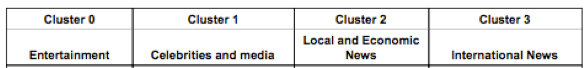 Cluster 0 Cluster 1 Cluster 2 Cluster 3
Entertainment Celebrities and media Local and Economic News International News